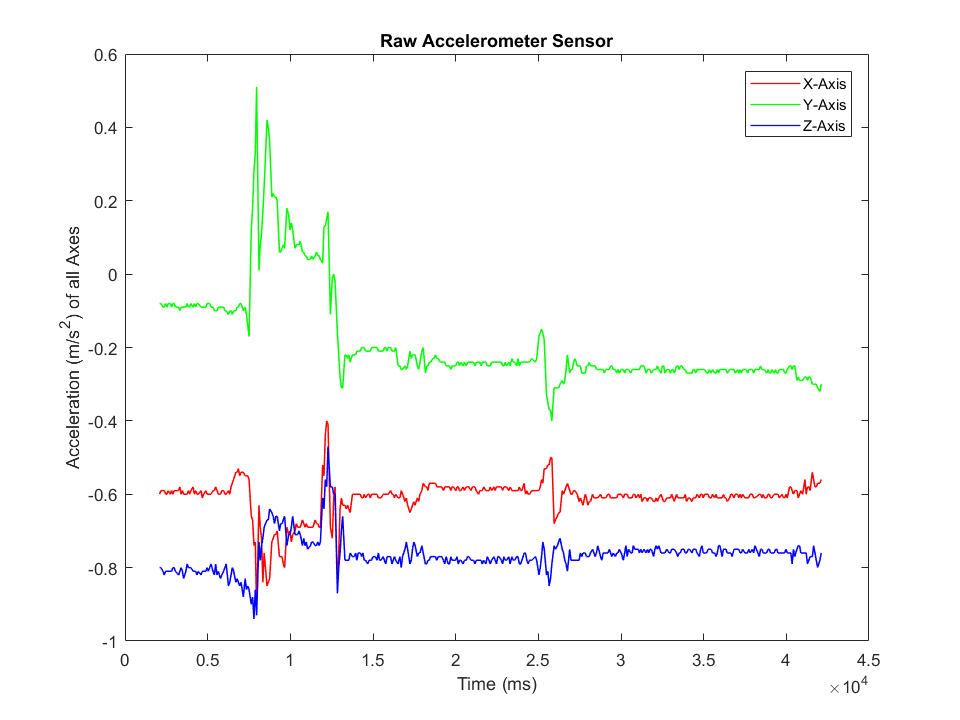 Raw Accelerometer Sensor
0.6
0.4
0.2
0
-0.2
-0.4
-0.6
-0.8
-1
Acceleration (m/s²) of all Axes
X-Axis
Y-Axis
Z-Axis
0 0.5 1 1.5 2 2.5 3 3.5 4 4.5
Time (ms)
×10⁴